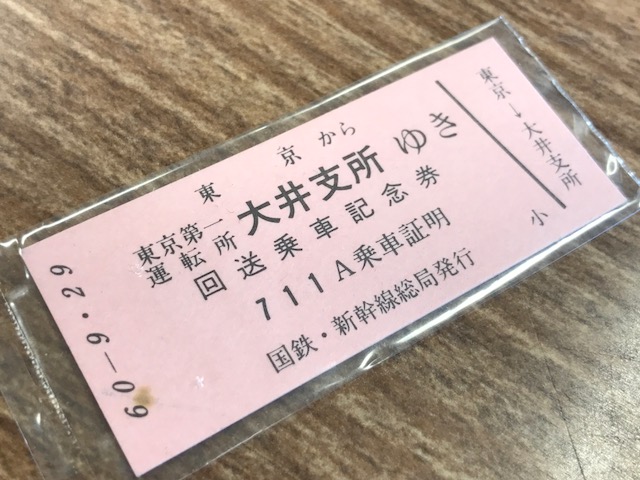 東京から
東京第一運転所 大井支所 ゆき
回送乗車記念券
711A乗車証明
国鉄・新幹線総局発行
60-9.29
東京→大井支所
小